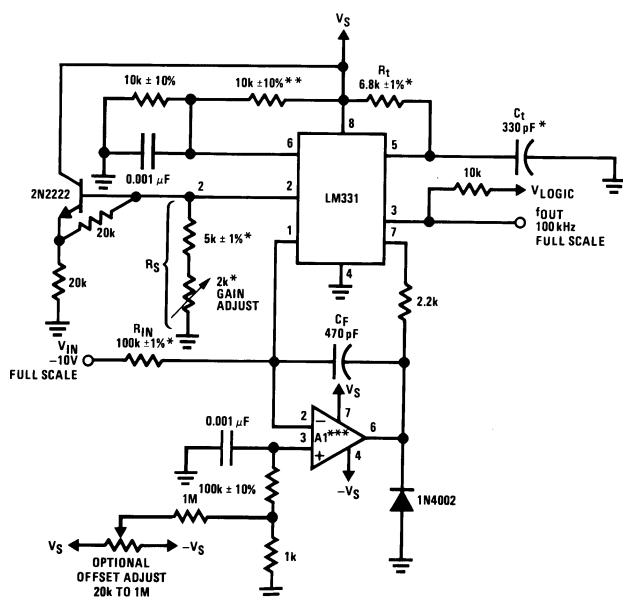 VS
10k ± 10%
10k ±10%**
Rt
6.8k ±1%*
Ct
330 pF*
8
6
5
0.001 μF
10k
VLOGIC
2N2222
2
2
LM331
3
fOUT
100 kHz
FULL SCALE
20k
1
7
5k ± 1%*
4
RS
20k
2k*
GAIN
ADJUST
2.2k
VIN
−10V
FULL SCALE
RIN
100k ±1%*
CF
470 pF
VS
0.001 μF
2
7
6
3
A1***
−
+
4
−VS
100k ± 10%
1M
1N4002
VS
−VS
1k
OPTIONAL
OFFSET ADJUST
20k TO 1M